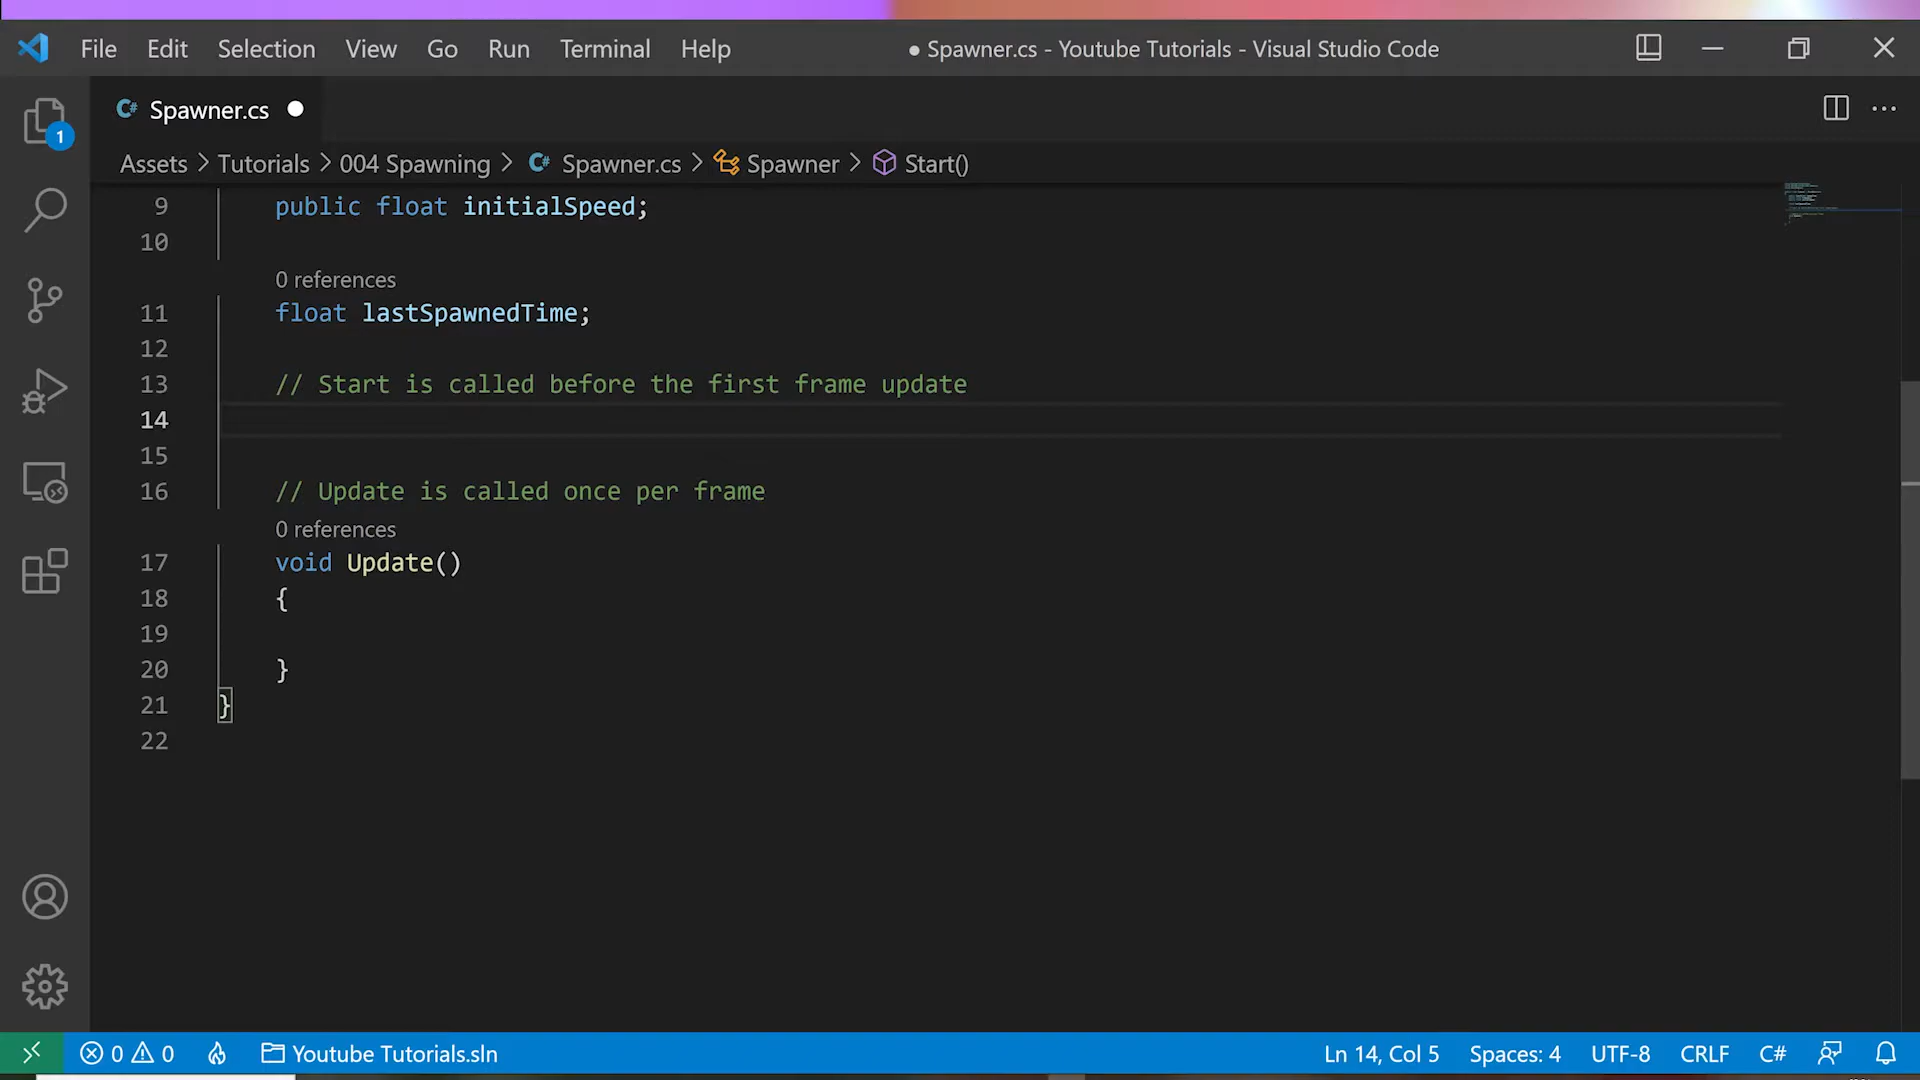 File Edit Selection View Go Run Terminal Help
● Spawner.cs - Youtube Tutorials - Visual Studio Code
Spawner.cs
1
Assets > Tutorials > 004 Spawning > Spawner.cs > Spawner > Start()
9 public float initialSpeed;
10
0 references
11 float lastSpawnedTime;
12
13 // Start is called before the first frame update
14
15
16 // Update is called once per frame
0 references
17 void Update()
18 {
19
20 }
21 }
22
0 0 Youtube Tutorials.sln Ln 14, Col 5 Spaces: 4 UTF-8 CRLF C#